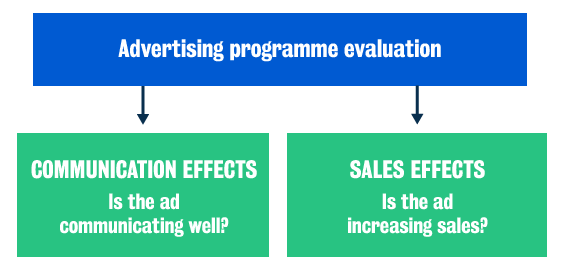 Advertising programme evaluation
COMMUNICATION EFFECTS
Is the ad
communicating well?
SALES EFFECTS
Is the ad
increasing sales?